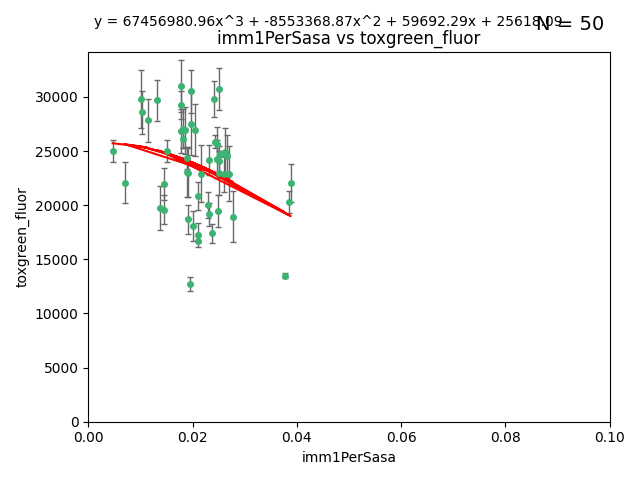 y = 67456980.96x^3 + -8553368.87x^2 + 59692.29x + 25618.09
N = 50
imm1PerSasa vs toxgreen_fluor
30000
25000
20000
15000
10000
5000
0
toxgreen_fluor
0.00 0.02 0.04 0.06 0.08 0.10
imm1PerSasa